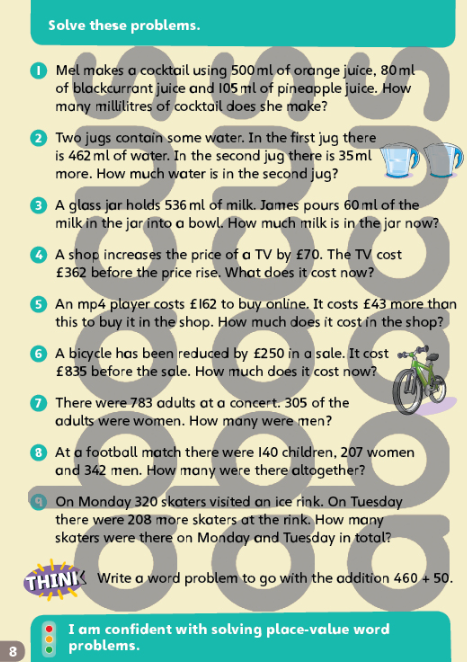 Solve these problems.
1 Mel makes a cocktail using 500 ml of orange juice, 80 ml
of blackcurrant juice and 105 ml of pineapple juice. How
many millilitres of cocktail does she make?
2 Two jugs contain some water. In the first jug there
is 462 ml of water. In the second jug there is 35 ml
more. How much water is in the second jug?
3 A glass jar holds 536 ml of milk. James pours 60 ml of the
milk in the jar into a bowl. How much milk is in the jar now?
4 A shop increases the price of a TV by £70. The TV cost
£362 before the price rise. What does it cost now?
5 An mp4 player costs £162 to buy online. It costs £43 more than
this to buy it in the shop. How much does it cost in the shop?
6 A bicycle has been reduced by £250 in a sale. It cost
£835 before the sale. How much does it cost now?
7 There were 783 adults at a concert. 305 of the
adults were women. How many were men?
8 At a football match there were 140 children, 207 women
and 342 men. How many were there altogether?
9 On Monday 320 skaters visited an ice rink. On Tuesday
there were 208 more skaters at the rink. How many
skaters were there on Monday and Tuesday in total?
THINK Write a word problem to go with the addition 460 + 50.
I am confident with solving place-value word
problems.
8
abacus abacus abacus